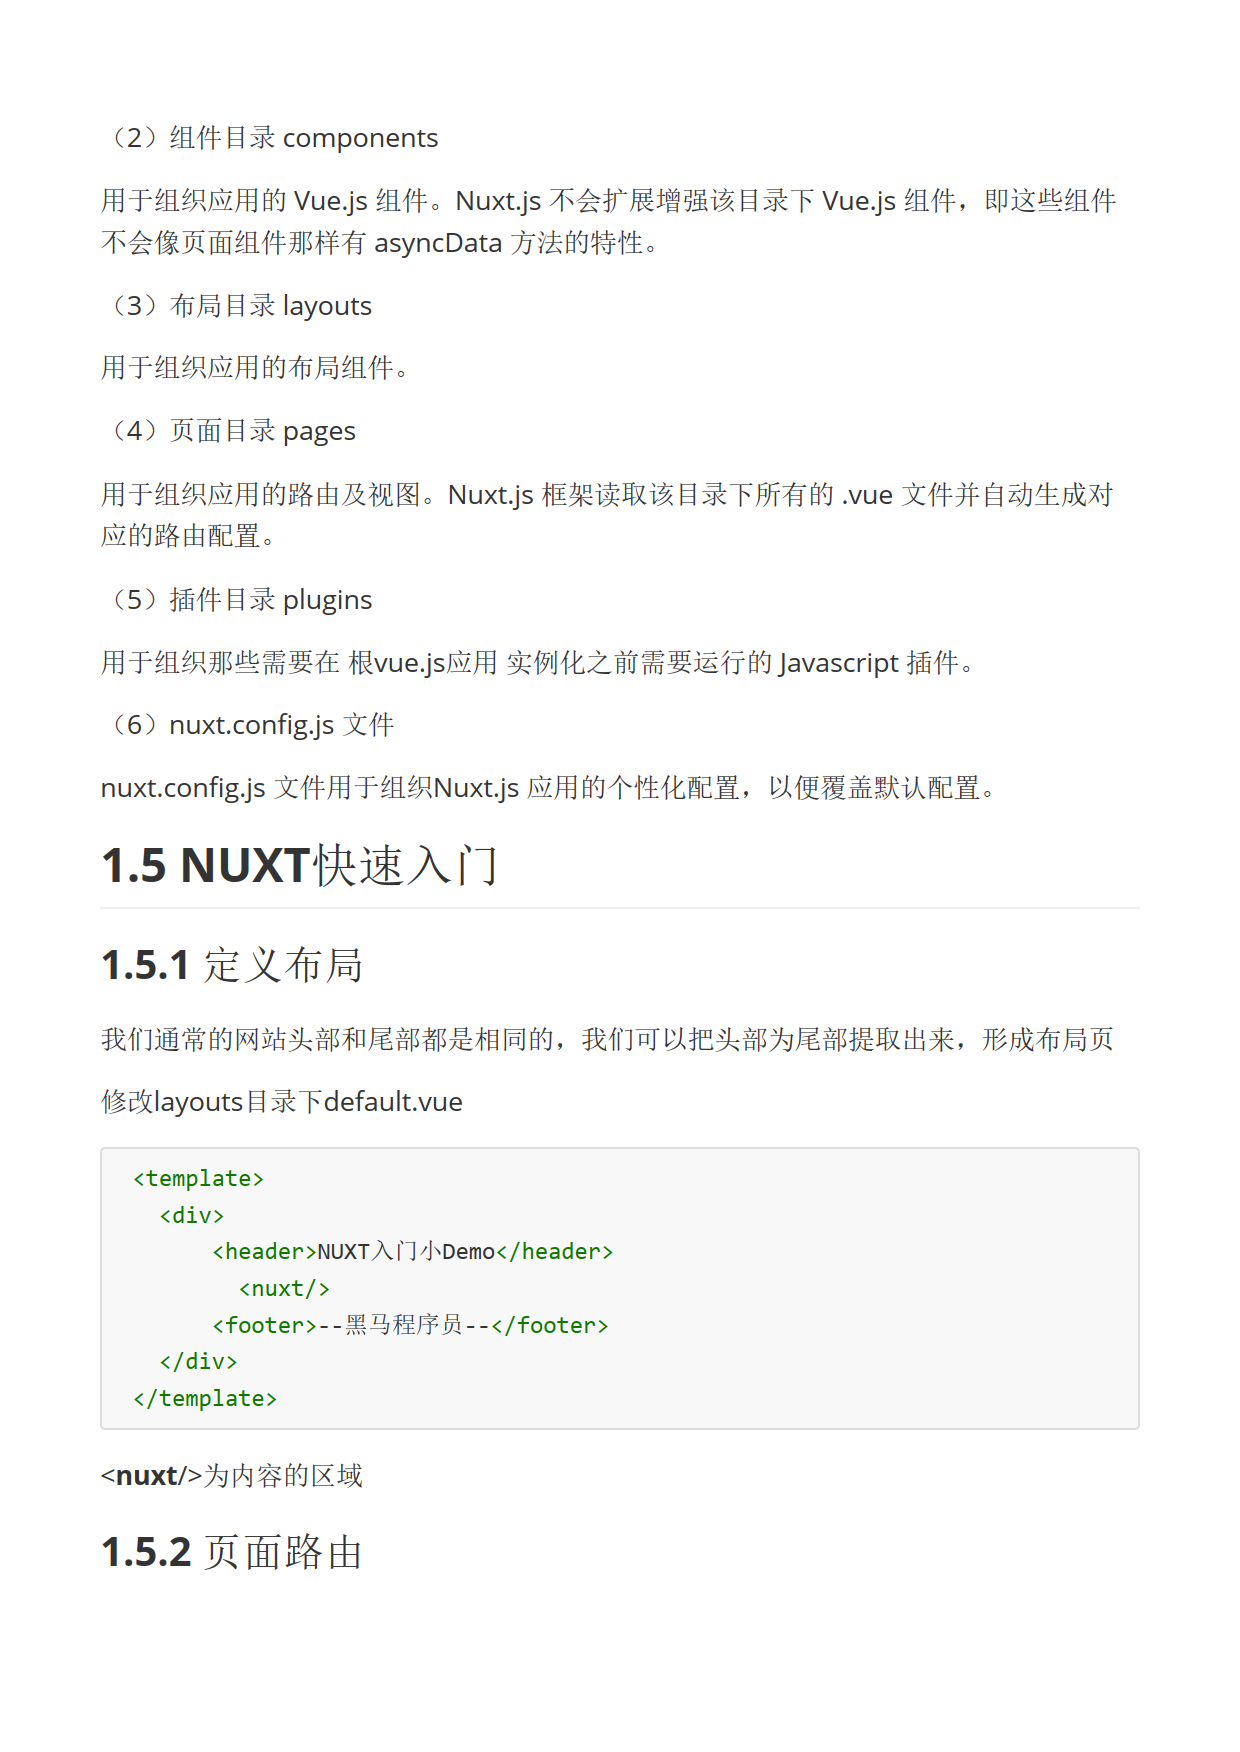 （2）组件目录 components
用于组织应用的 Vue.js 组件。Nuxt.js 不会扩展增强该目录下 Vue.js 组件，即这些组件
不会像页面组件那样有 asyncData 方法的特性。
（3）布局目录 layouts
用于组织应用的布局组件。
（4）页面目录 pages
用于组织应用的路由及视图。Nuxt.js 框架读取该目录下所有的 .vue 文件并自动生成对
应的路由配置。
（5）插件目录 plugins
用于组织那些需要在 根vue.js应用 实例化之前需要运行的 Javascript 插件。
（6）nuxt.config.js 文件
nuxt.config.js 文件用于组织Nuxt.js 应用的个性化配置，以便覆盖默认配置。
1.5 NUXT快速入门
1.5.1 定义布局
我们通常的网站头部和尾部都是相同的，我们可以把头部为尾部提取出来，形成布局页
修改layouts目录下default.vue
<template>
  <div>
      <header>NUXT入门小Demo</header>
        <nuxt/>
      <footer>--黑马程序员--</footer>
  </div>
</template>
<nuxt/>为内容的区域
1.5.2 页面路由